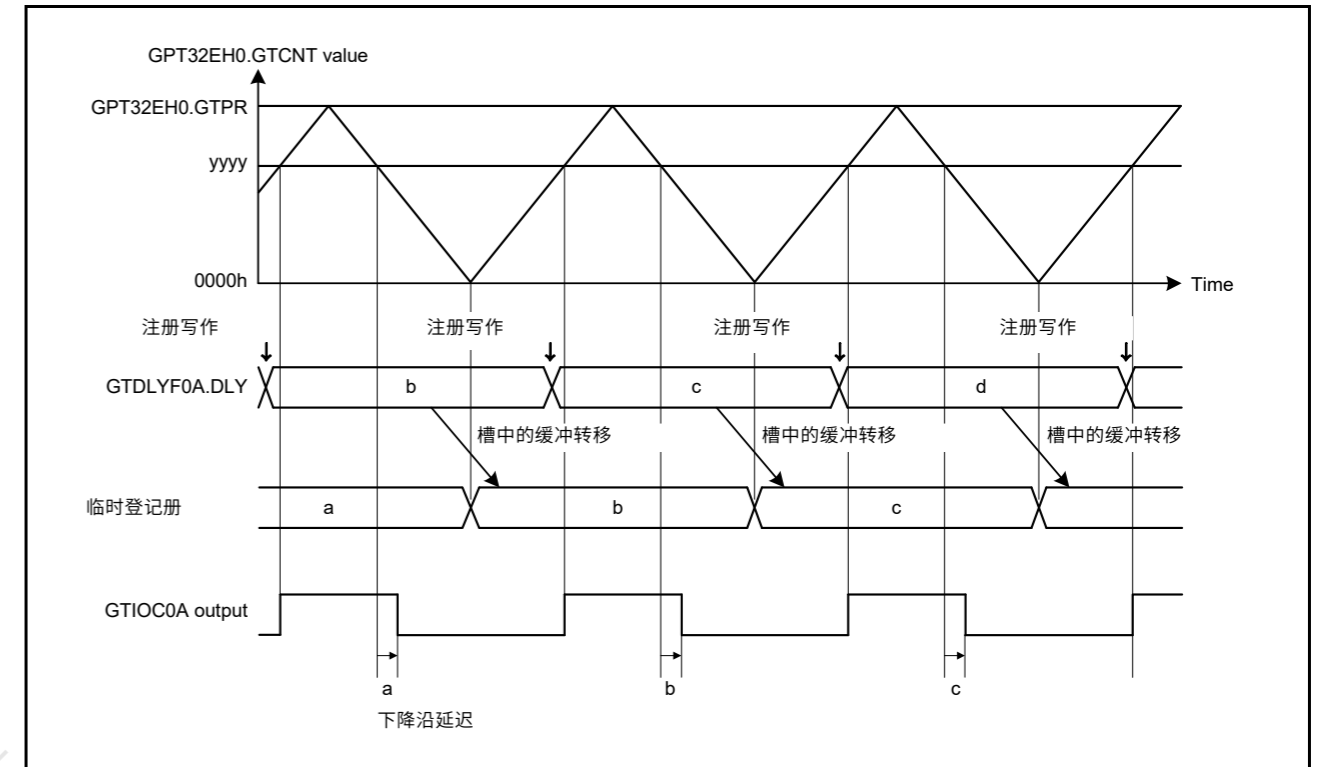 GPT32EH0.GTCNT value
GPT32EH0.GTPR
yyyy
0000h
Time
注册写作 注册写作 注册写作 注册写作
GTDLYF0A.DLY b c d
槽中的缓冲转移 槽中的缓冲转移 槽中的缓冲转移
临时登记册 a b c
GTIOC0A output
a b c
下降沿延迟